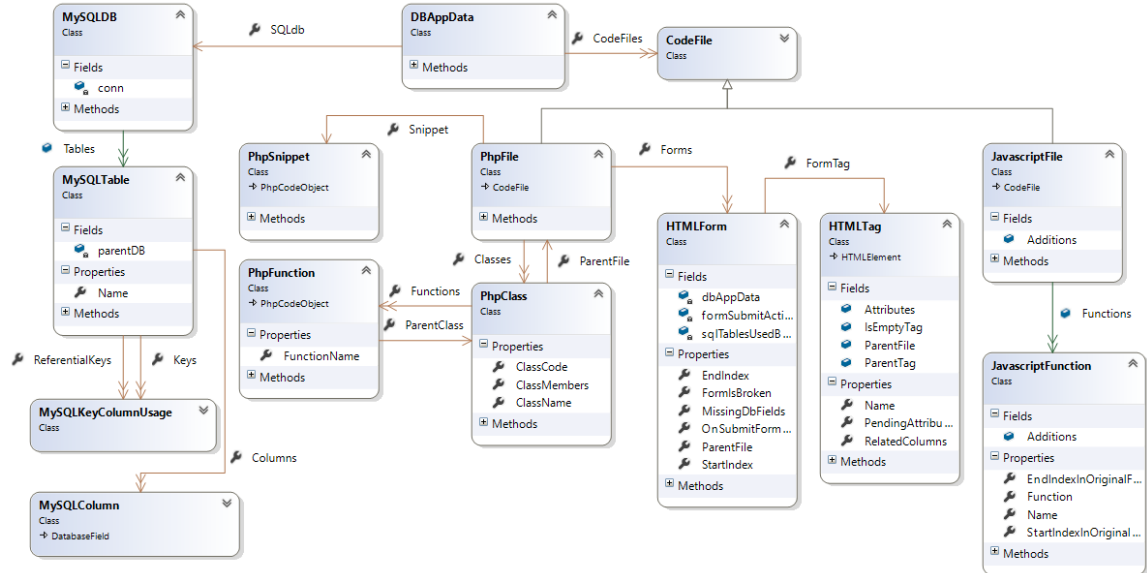 MySQLDB
Class
Fields
conn
Methods
SQLdb
DBAppData
Class
Methods
CodeFiles
CodeFile
Class
Tables
MySQLTable
Class
Fields
parentDB
Properties
Name
Methods
ReferentialKeys
Keys
MySQLKeyColumnUsage
Columns
MySQLColumn
Class
DatabaseField
Snippet
PhpSnippet
Class
PhpCodeObject
Methods
PhpFile
Class
CodeFile
Methods
Classes
ParentFile
PhpFunction
Class
PhpCodeObject
Properties
FunctionName
Methods
Functions
ParentClass
PhpClass
Class
Properties
ClassCode
ClassMembers
ClassName
Methods
Forms
HTMLForm
Class
Fields
dbAppData
formSubmitActi...
sqlTablesUsedB...
Properties
EndIndex
FormIsBroken
MissingDbFields
OnSubmitForm...
ParentFile
StartIndex
Methods
FormTag
HTMLTag
Class
HTMLElement
Fields
Attributes
IsEmptyTag
ParentFile
ParentTag
Properties
Name
PendingAttribu...
RelatedColumns
Methods
JavascriptFile
Class
CodeFile
Fields
Additions
Methods
Functions
JavascriptFunction
Class
Fields
Additions
Properties
EndIndexInOriginalF...
Function
Name
StartIndexInOriginal...
Methods